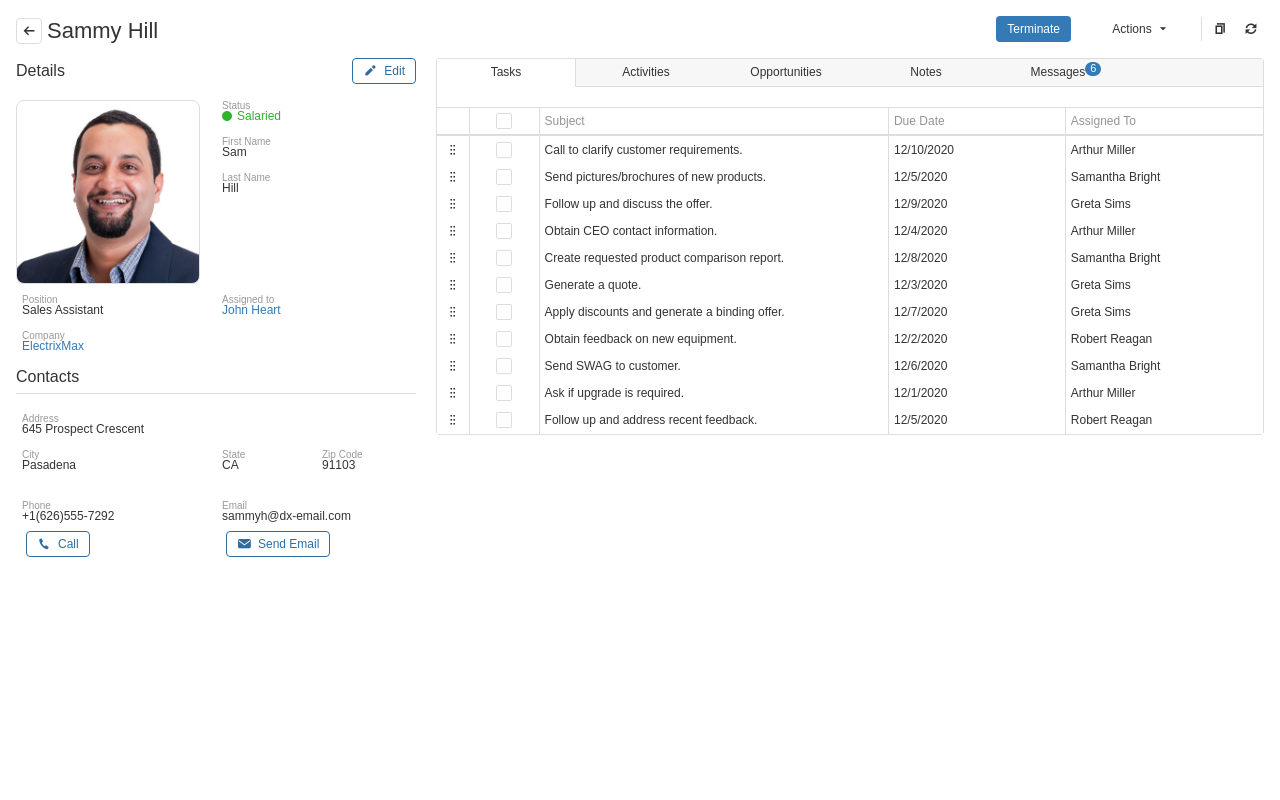 Sammy Hill
Terminate
Actions
Details
Edit
Status
Salaried
First Name
Sam
Last Name
Hill
Position
Sales Assistant
Assigned to
John Heart
Company
ElectrixMax
Contacts
Address
645 Prospect Crescent
City
Pasadena
State
CA
Zip Code
91103
Phone
+1(626)555-7292
Email
sammyh@dx-email.com
Call
Send Email
Tasks Activities Opportunities Notes Messages 6
Subject Due Date Assigned To
Call to clarify customer requirements. 12/10/2020 Arthur Miller
Send pictures/brochures of new products. 12/5/2020 Samantha Bright
Follow up and discuss the offer. 12/9/2020 Greta Sims
Obtain CEO contact information. 12/4/2020 Arthur Miller
Create requested product comparison report. 12/8/2020 Samantha Bright
Generate a quote. 12/3/2020 Greta Sims
Apply discounts and generate a binding offer. 12/7/2020 Greta Sims
Obtain feedback on new equipment. 12/2/2020 Robert Reagan
Send SWAG to customer. 12/6/2020 Samantha Bright
Ask if upgrade is required. 12/1/2020 Arthur Miller
Follow up and address recent feedback. 12/5/2020 Robert Reagan